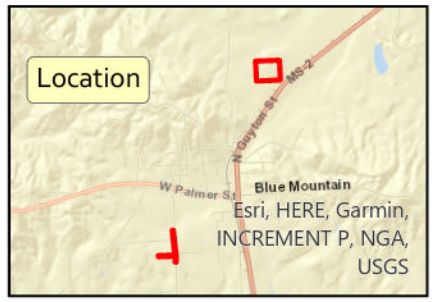 Location
MS-2
N Guyton St
W Palmer St
Blue Mountain
Esri, HERE, Garmin,
INCREMENT P, NGA,
USGS